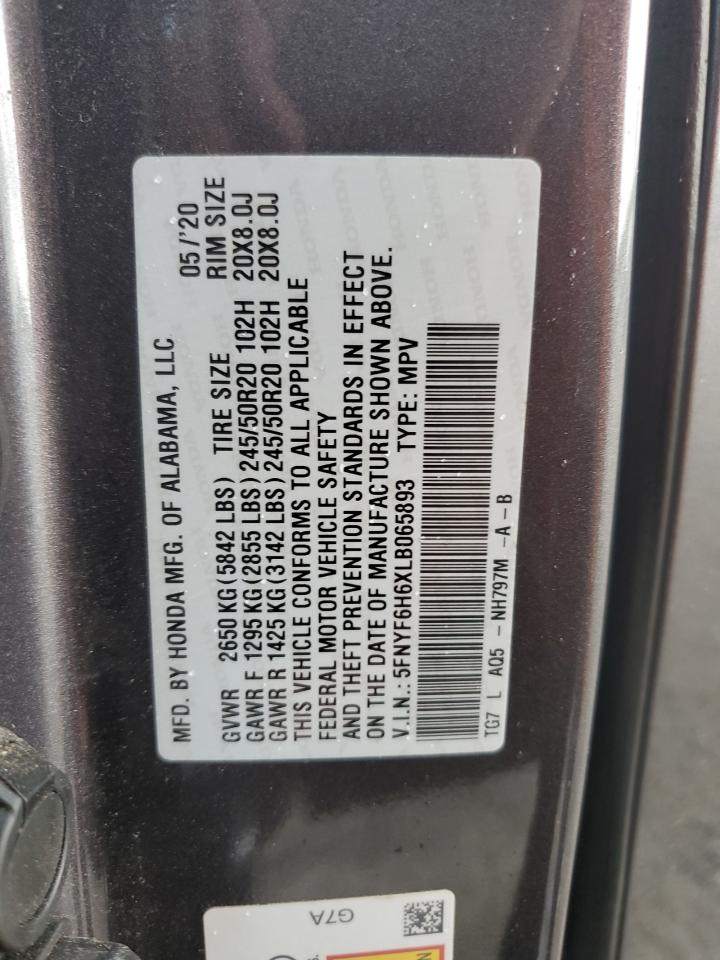 MFD. BY HONDA MFG. OF ALABAMA, LLC 05/'20
GVWR 2650 KG (5842 LBS) TIRE SIZE RIM SIZE
GAWR F 1295 KG (2855 LBS) 245/50R20 102H 20X8.0J
GAWR R 1425 KG (3142 LBS) 245/50R20 102H 20X8.0J
THIS VEHICLE CONFORMS TO ALL APPLICABLE
FEDERAL MOTOR VEHICLE SAFETY
AND THEFT PREVENTION STANDARDS IN EFFECT
ON THE DATE OF MANUFACTURE SHOWN ABOVE.
V.I.N.: 5FNYF6H6XLB065893 TYPE: MPV
TG7 L AQ5 - NH797M -A-B
G7A